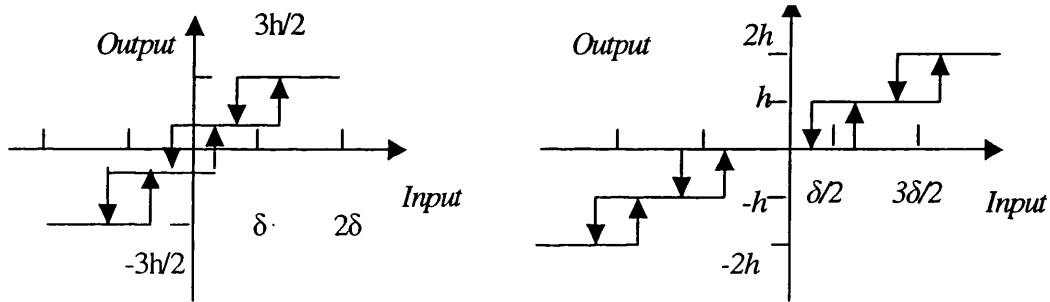 3h/2
Output
Input
δ
2δ
-3h/2
Output
2h
h
δ/2
3δ/2
Input
-h
-2h